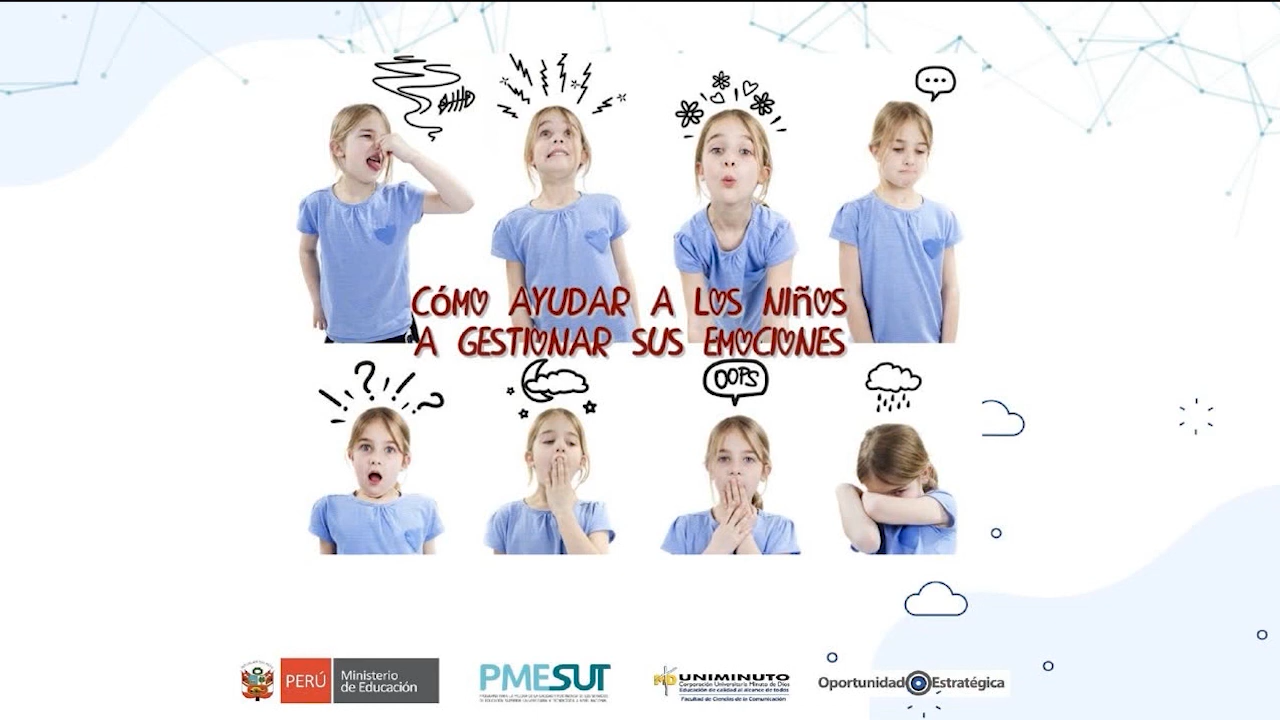 CÓMO AYUDAR A LOS NIÑOS
A GESTIONAR SUS EMOCIONES
OOPS
PERÚ
Ministerio
de Educación
PMESUT
UNIMINUTO
Corporación Universitaria Minuto de Dios
Educación de calidad al alcance de todos
Facultad de Ciencias de la Comunicación
Oportunidad Estratégica